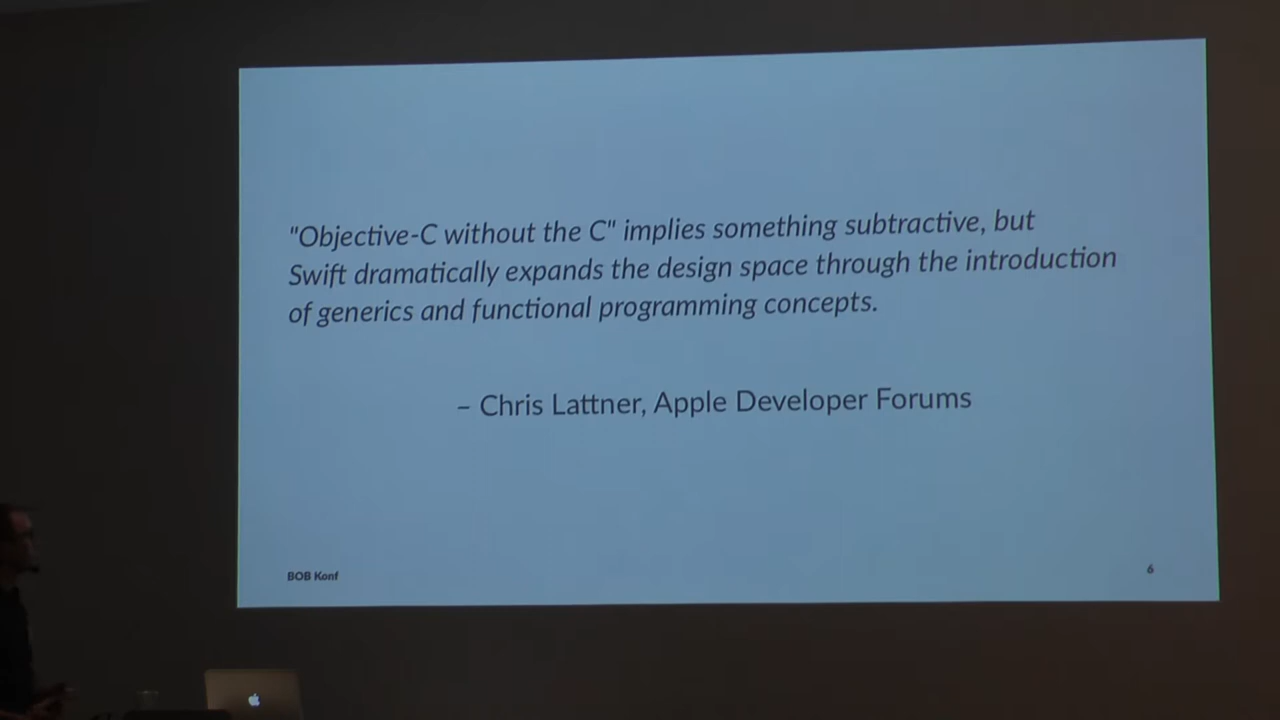 "Objective-C without the C" implies something subtractive, but
Swift dramatically expands the design space through the introduction
of generics and functional programming concepts.
– Chris Lattner, Apple Developer Forums
BOB Konf
6